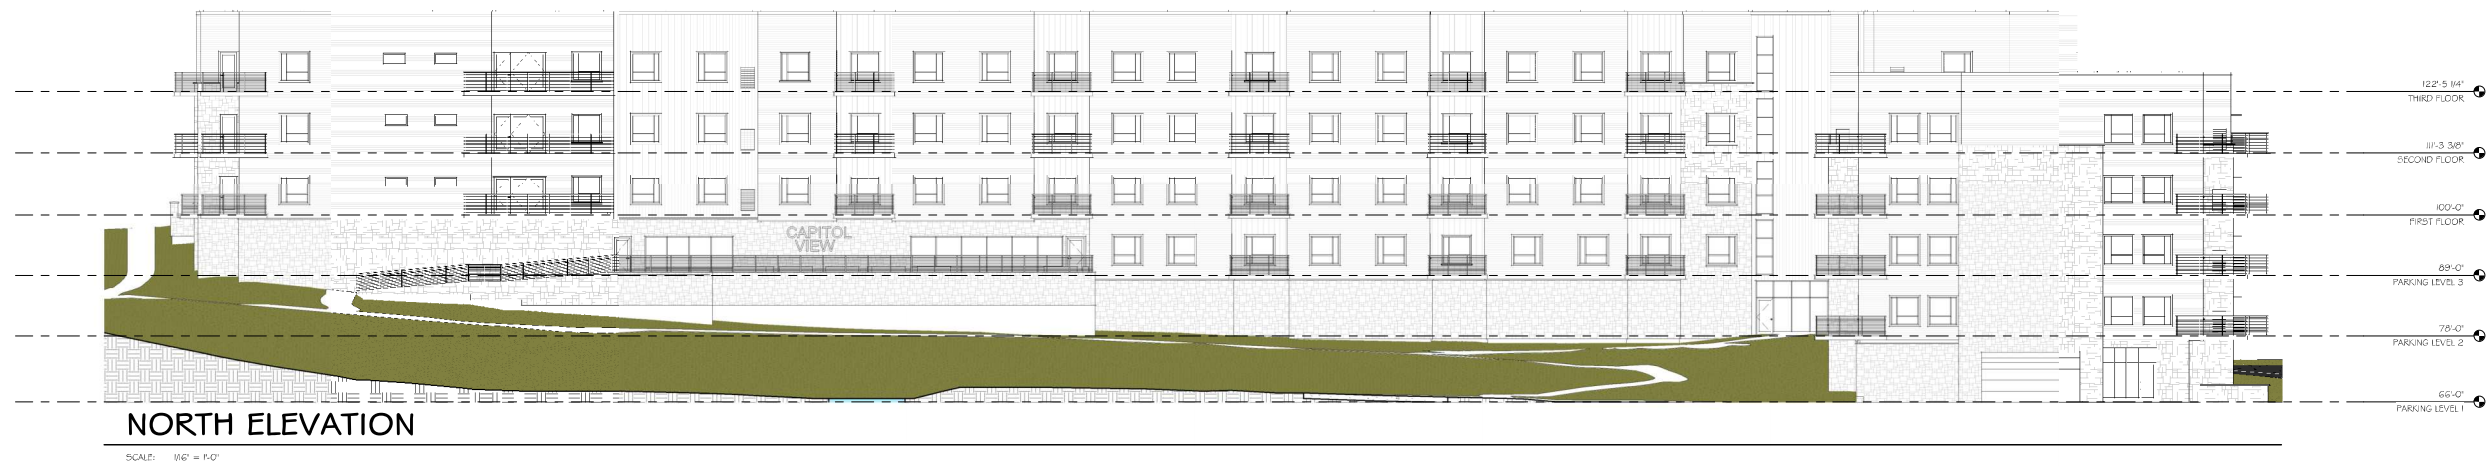 122'-5 1/4"
THIRD FLOOR
111'-3 3/8"
SECOND FLOOR
100'-0"
FIRST FLOOR
CAPITOL
VIEW
89'-0"
PARKING LEVEL 3
78'-0"
PARKING LEVEL 2
66'-0"
PARKING LEVEL 1
NORTH ELEVATION
SCALE: 1/16" = 1'-0"